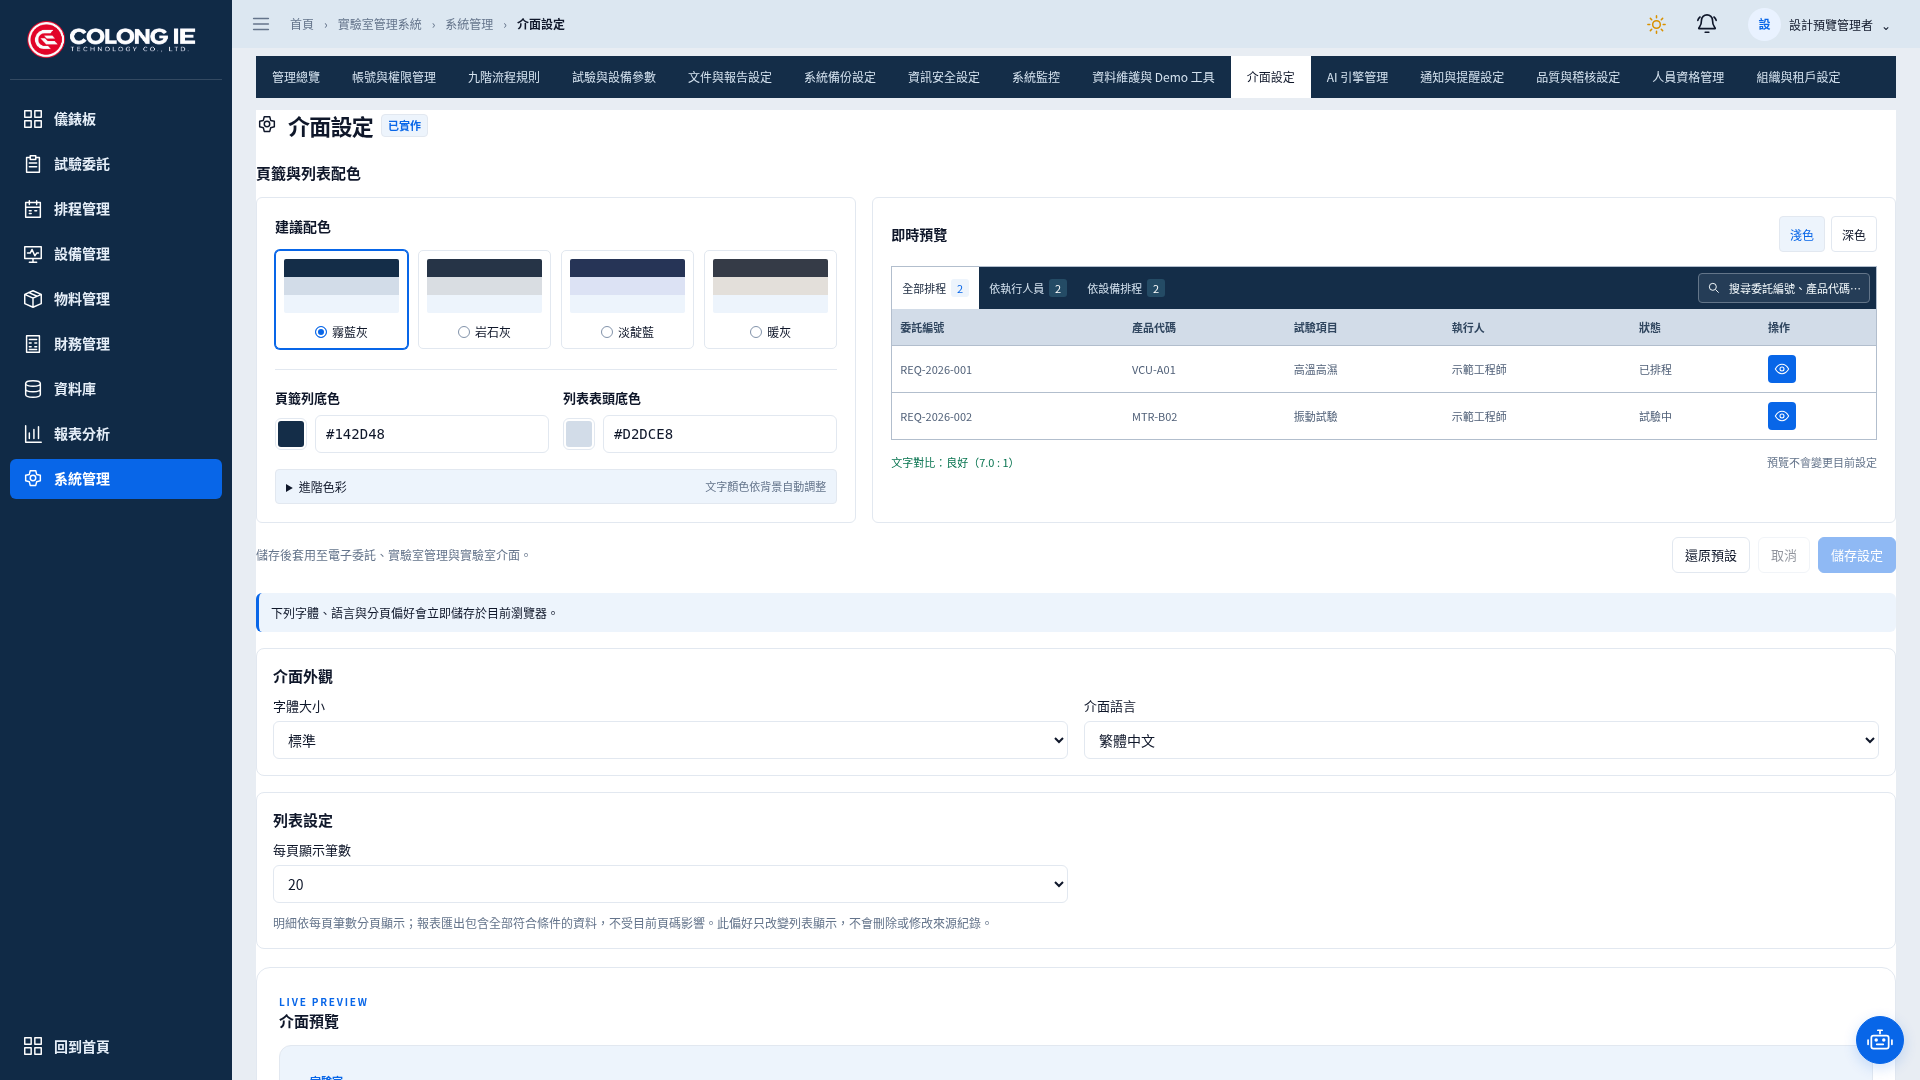 COLONG IE
TECHNOLOGY CO., LTD.
首頁 › 實驗室管理系統 › 系統管理 › 介面設定
設 設計預覽管理者
管理總覽 帳號與權限管理 九階流程規則 試驗與設備參數 文件與報告設定 系統備份設定 資訊安全設定 系統監控 資料維護與 Demo 工具 介面設定 AI 引擎管理 通知與提醒設定 品質與稽核設定 人員資格管理 組織與租戶設定
儀錶板
試驗委託
排程管理
設備管理
物料管理
財務管理
資料庫
報表分析
系統管理
回到首頁
介面設定 已實作
頁籤與列表配色
建議配色
霧藍灰 岩石灰 淡靛藍 暖灰
頁籤列底色 列表表頭底色
#142D48 #D2DCE8
▶ 進階色彩 文字顏色依背景自動調整
即時預覽 淺色 深色
全部排程 2 依執行人員 2 依設備排程 2 搜尋委託編號、產品代碼…
委託編號 產品代碼 試驗項目 執行人 狀態 操作
REQ-2026-001 VCU-A01 高溫高濕 示範工程師 已排程
REQ-2026-002 MTR-B02 振動試驗 示範工程師 試驗中
文字對比：良好（7.0 : 1） 預覽不會變更目前設定
儲存後套用至電子委託、實驗室管理與實驗室介面。 還原預設 取消 儲存設定
下列字體、語言與分頁偏好會立即儲存於目前瀏覽器。
介面外觀
字體大小 介面語言
標準 繁體中文
列表設定
每頁顯示筆數
20
明細依每頁筆數分頁顯示；報表匯出包含全部符合條件的資料，不受目前頁碼影響。此偏好只改變列表顯示，不會刪除或修改來源紀錄。
LIVE PREVIEW
介面預覽